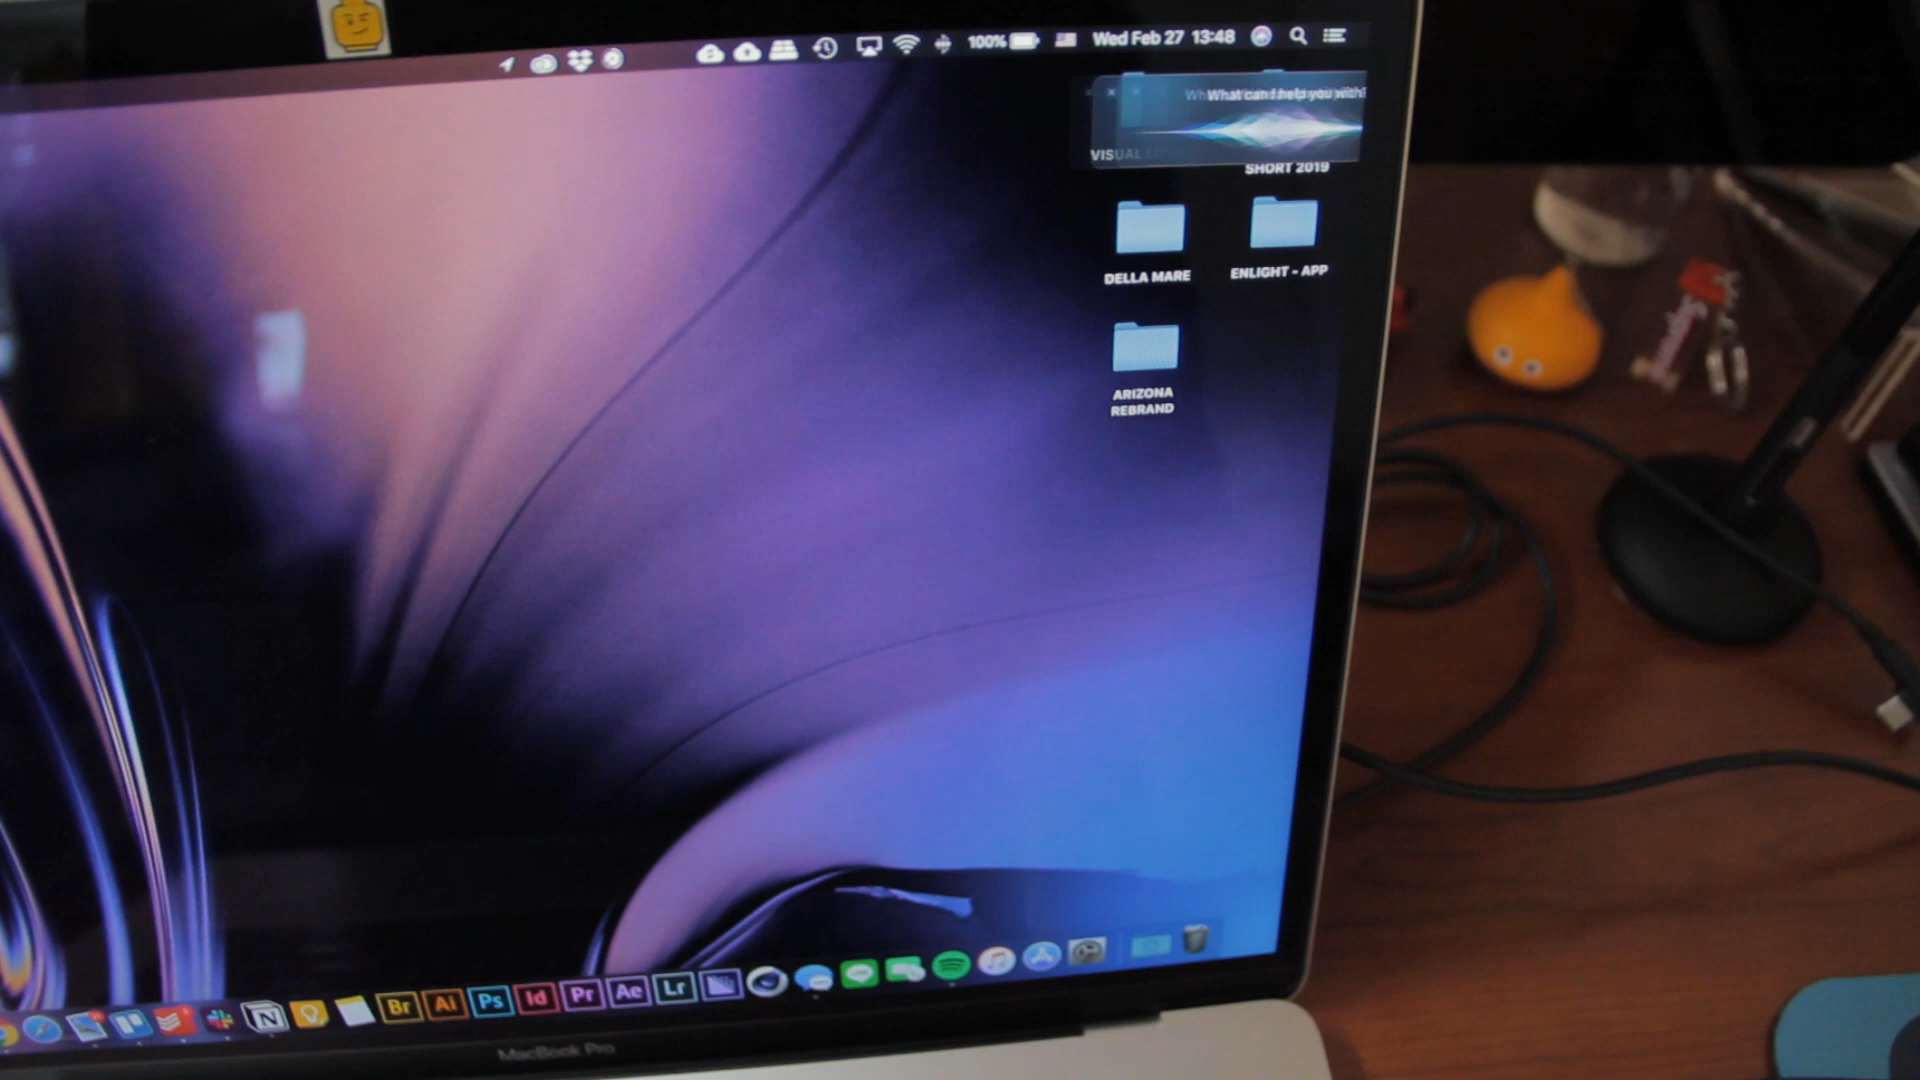 100%
Wed Feb 27 13:48
What can I help you with?
VISUAL
SHORT 2019
DELLA MARE
ENLIGHT - APP
ARIZONA
REBRAND
Supreme
N
Br
Ai
Ps
Id
Pr
Ae
Lr
MacBook Pro